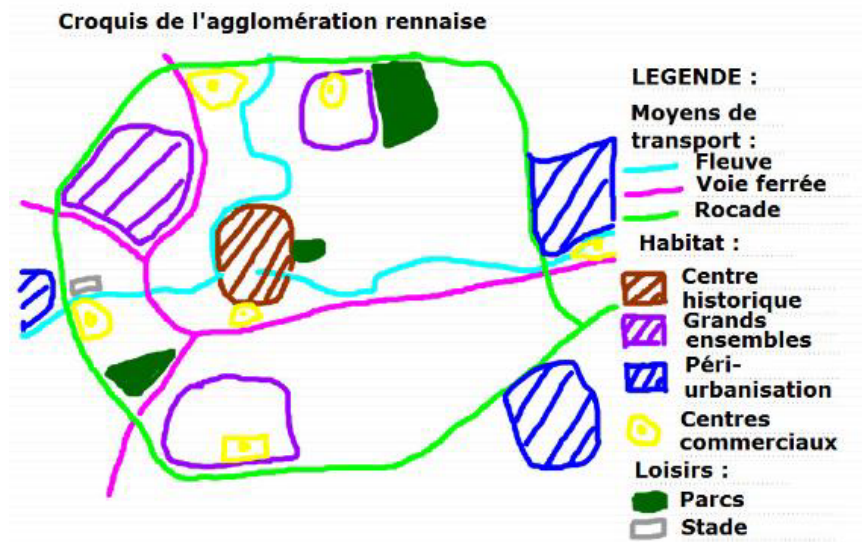 Croquis de l'agglomération rennaise
LEGENDE :
Moyens de
transport :
Fleuve
Voie ferrée
Rocade
Habitat :
Centre
historique
Grands
ensembles
Péri-
urbanisation
Centres
commerciaux
Loisirs :
Parcs
Stade